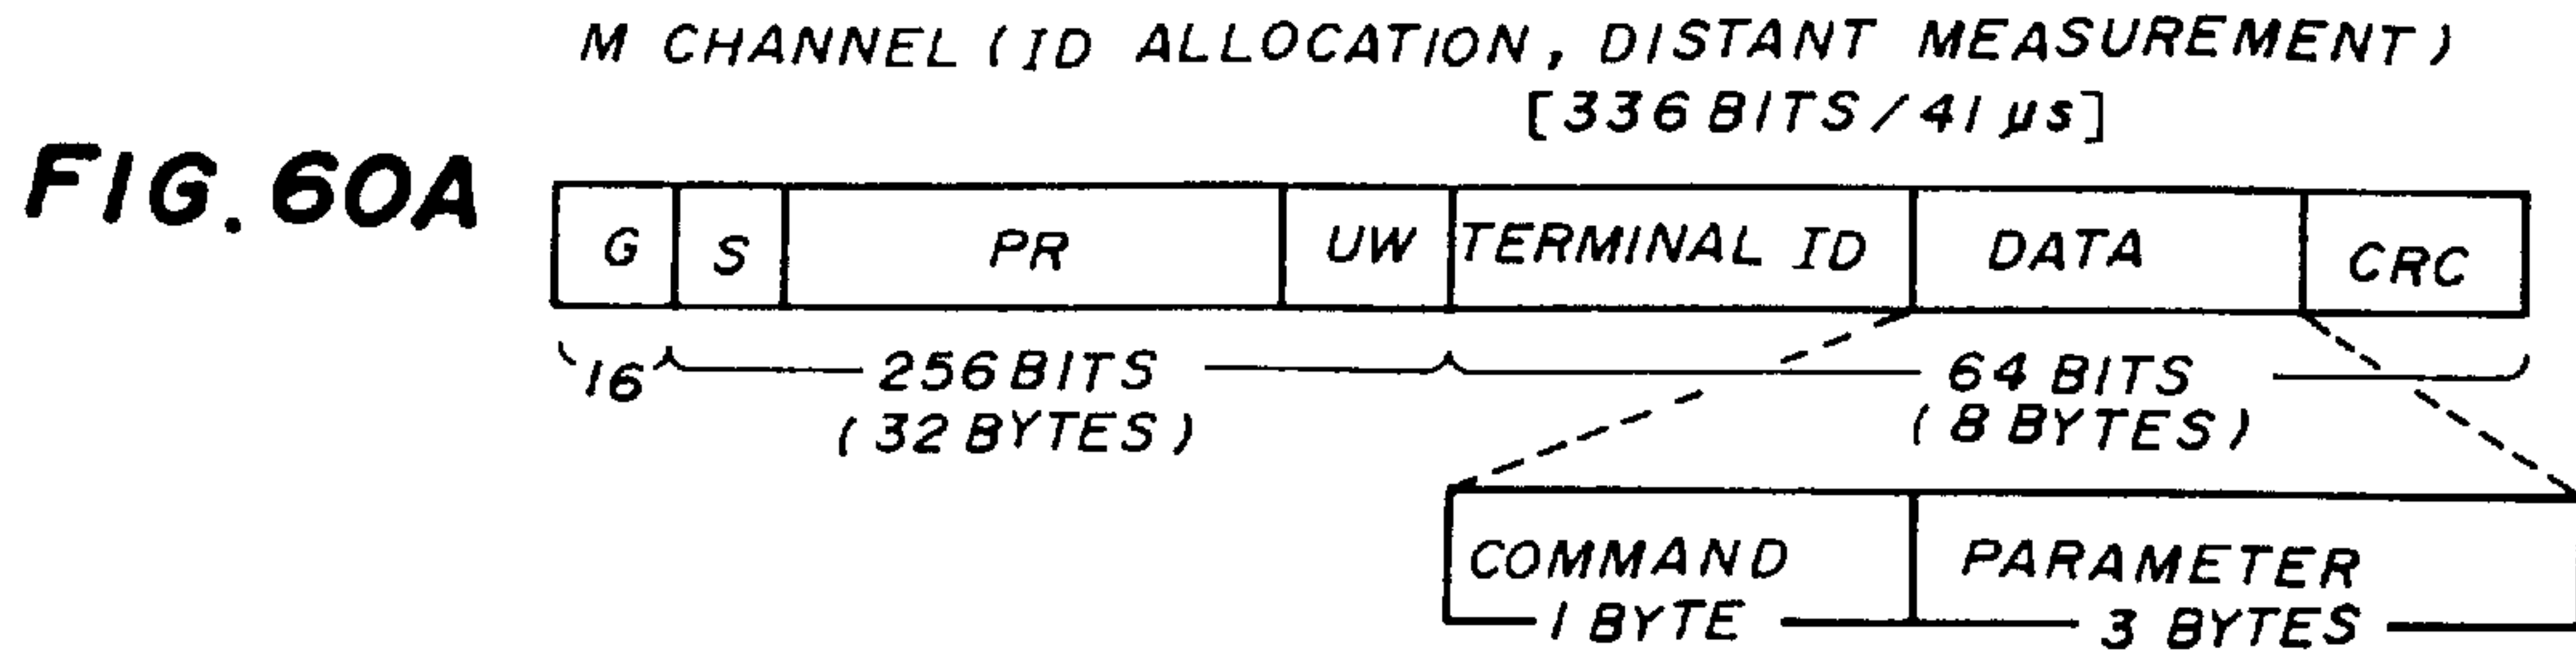 M CHANNEL (ID ALLOCATION, DISTANT MEASUREMENT)
[336 BITS/41 μs]
FIG. 60A
G S PR UW TERMINAL ID DATA CRC
16 256 BITS 64 BITS
(32 BYTES) (8 BYTES)
COMMAND PARAMETER
1 BYTE 3 BYTES